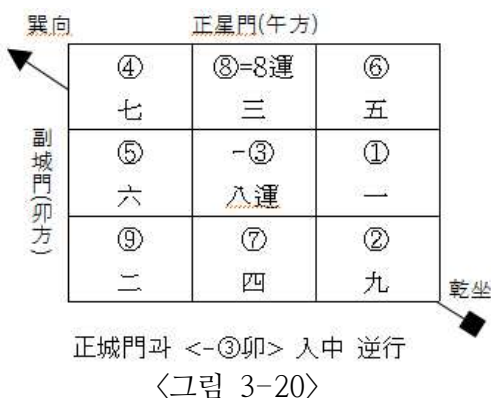 巽向 正星門(午方)
④ ⑧=8運 ⑥
七 三 五
副城門(卯方)
⑤ -③ ①
六 八運 一
⑨ ⑦ ②
二 四 九
乾坐
正城門과 <-③卯> 入中 逆行
<그림 3-20>